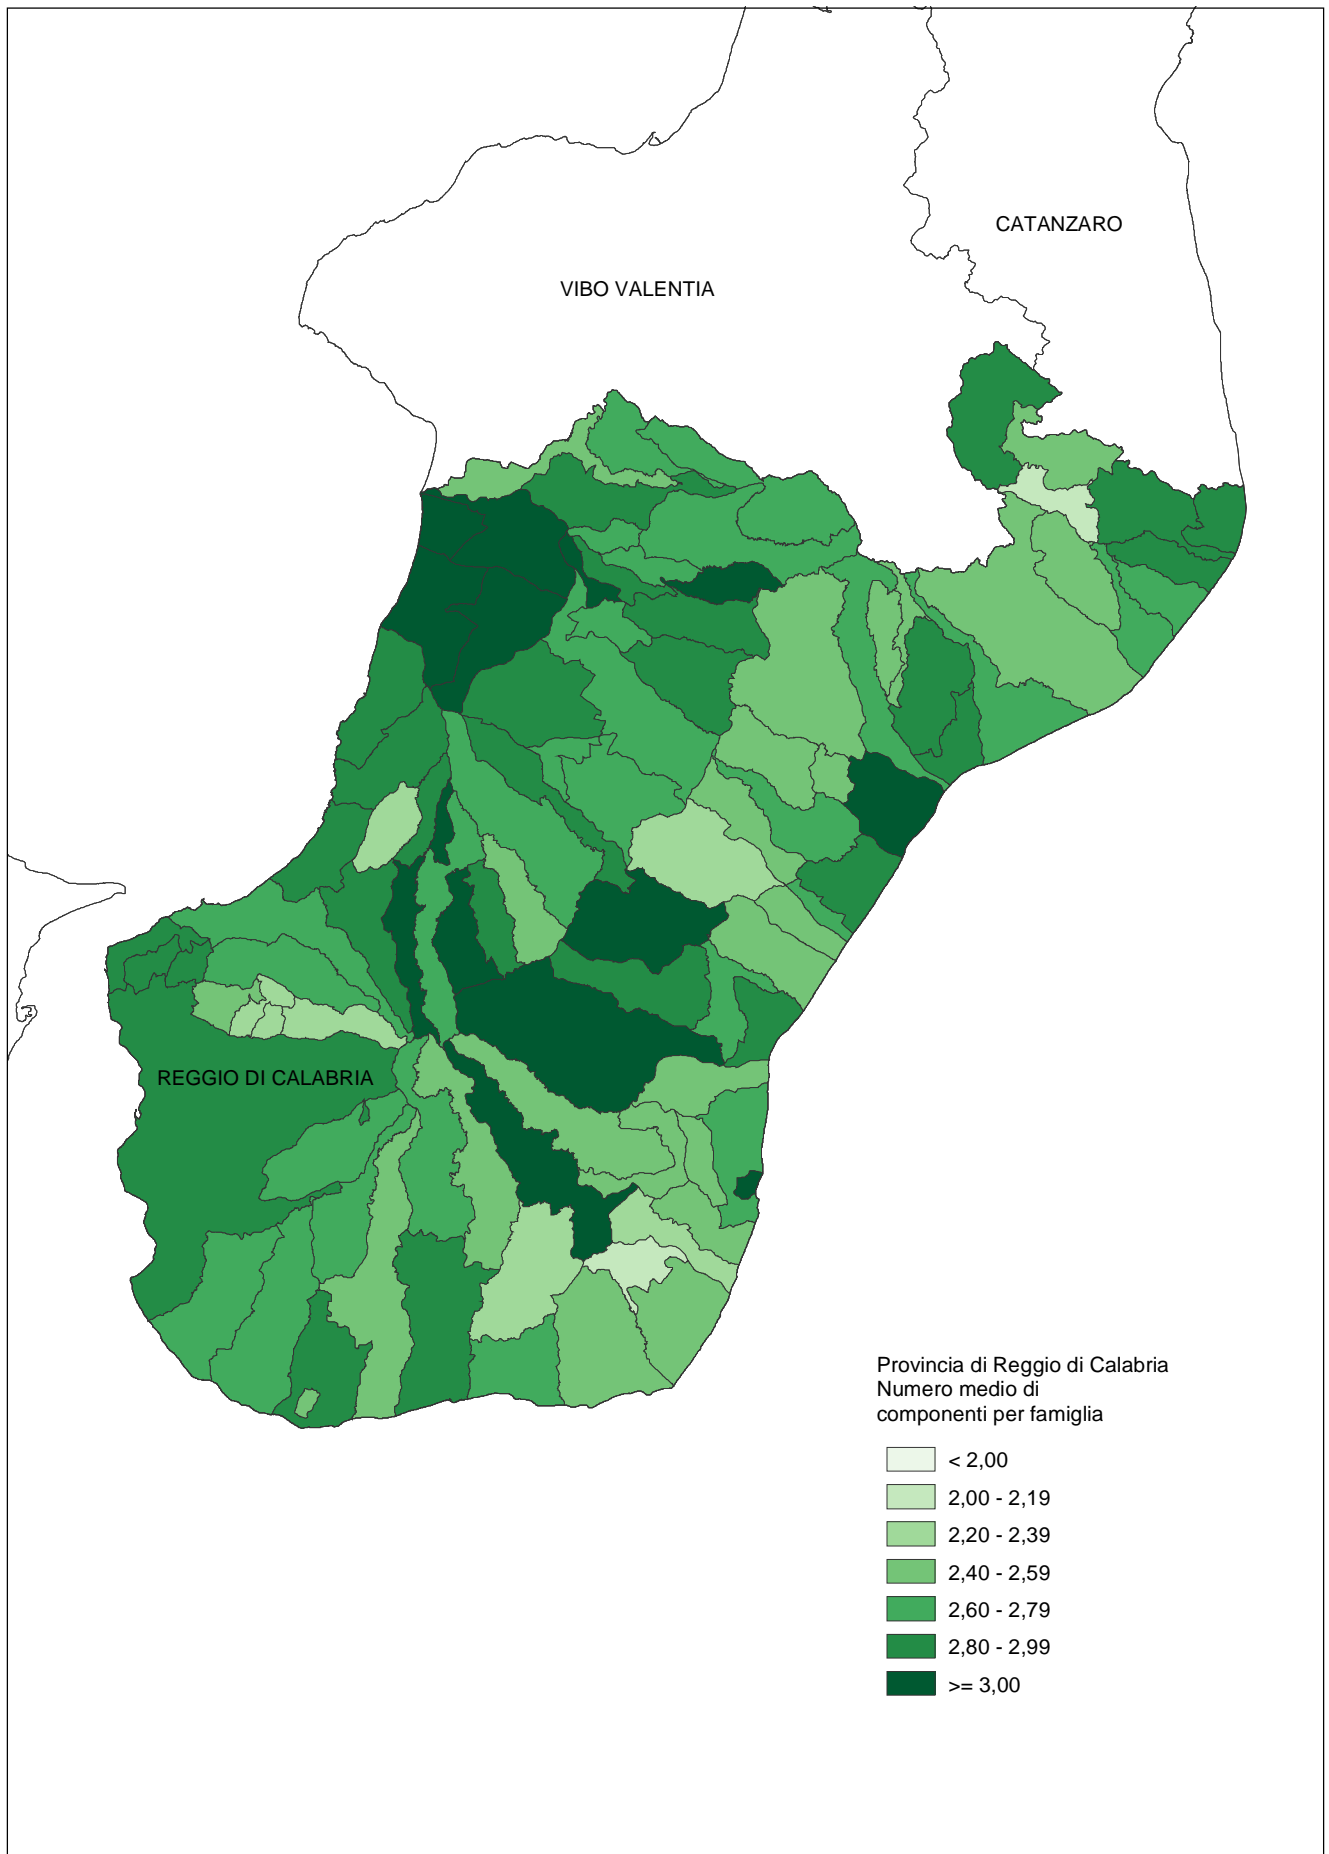 CATANZARO
VIBO VALENTIA
REGGIO DI CALABRIA
Provincia di Reggio di Calabria
Numero medio di
componenti per famiglia
< 2,00
2,00 - 2,19
2,20 - 2,39
2,40 - 2,59
2,60 - 2,79
2,80 - 2,99
>= 3,00